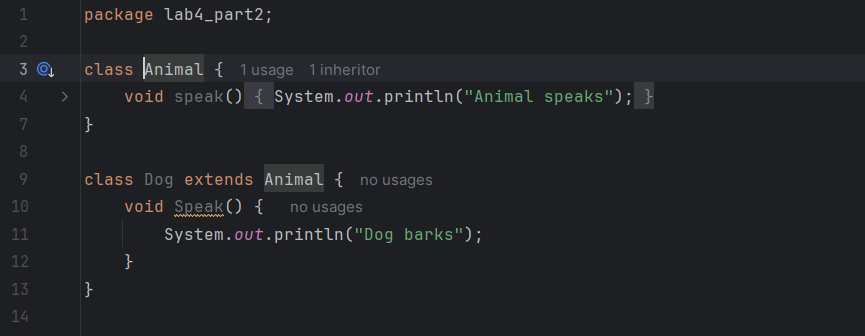 1 package lab4_part2;
2
3 class Animal { 1 usage 1 inheritor
4 void speak() { System.out.println("Animal speaks"); }
7 }
8
9 class Dog extends Animal { no usages
10 void Speak() { no usages
11 System.out.println("Dog barks");
12 }
13 }
14